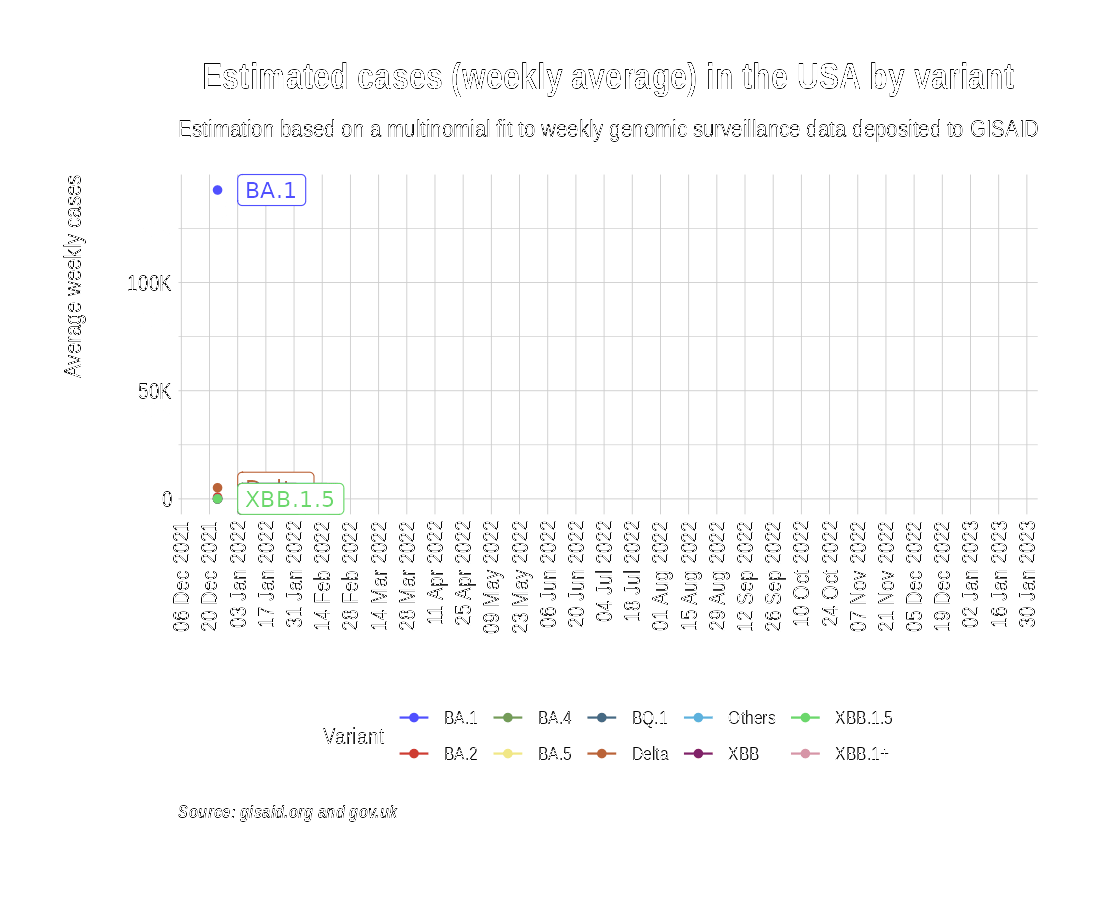 Estimated cases (weekly average) in the USA by variant
Estimation based on a multinomial fit to weekly genomic surveillance data deposited to GISAID
Average weekly cases
BA.1
100K
50K
0
XBB.1.5
06 Dec 2021
20 Dec 2021
03 Jan 2022
17 Jan 2022
31 Jan 2022
14 Feb 2022
28 Feb 2022
14 Mar 2022
28 Mar 2022
11 Apr 2022
25 Apr 2022
09 May 2022
23 May 2022
06 Jun 2022
20 Jun 2022
04 Jul 2022
18 Jul 2022
01 Aug 2022
15 Aug 2022
29 Aug 2022
12 Sep 2022
26 Sep 2022
10 Oct 2022
24 Oct 2022
07 Nov 2022
21 Nov 2022
05 Dec 2022
19 Dec 2022
02 Jan 2023
16 Jan 2023
30 Jan 2023
Variant
BA.1 BA.4 BQ.1 Others XBB.1.5
BA.2 BA.5 Delta XBB XBB.1+
Source: gisaid.org and gov.uk